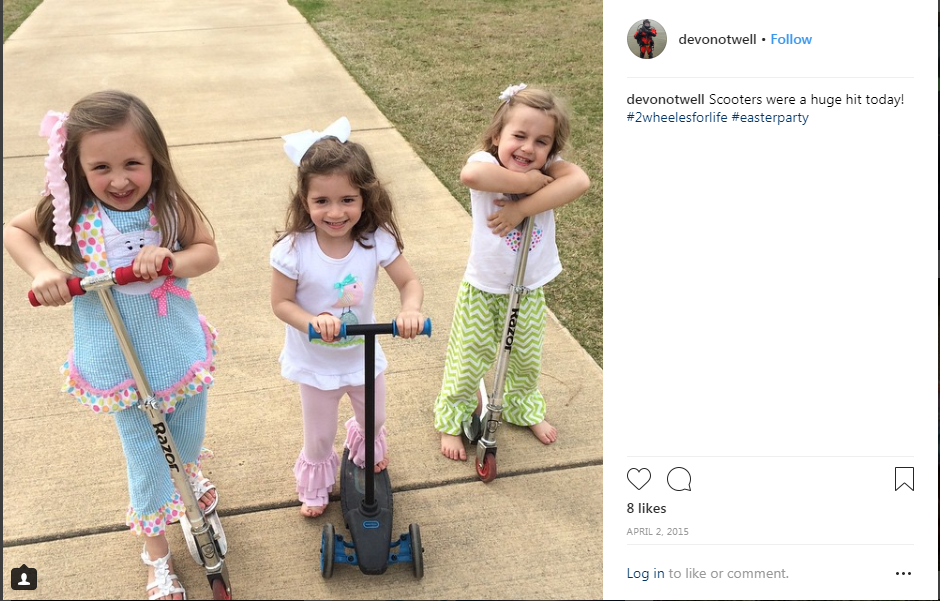 devonotwell • Follow
devonotwell Scooters were a huge hit today!
#2wheelesforlife #easterparty
Razor
Razor
8 likes
APRIL 2, 2015
Log in to like or comment.